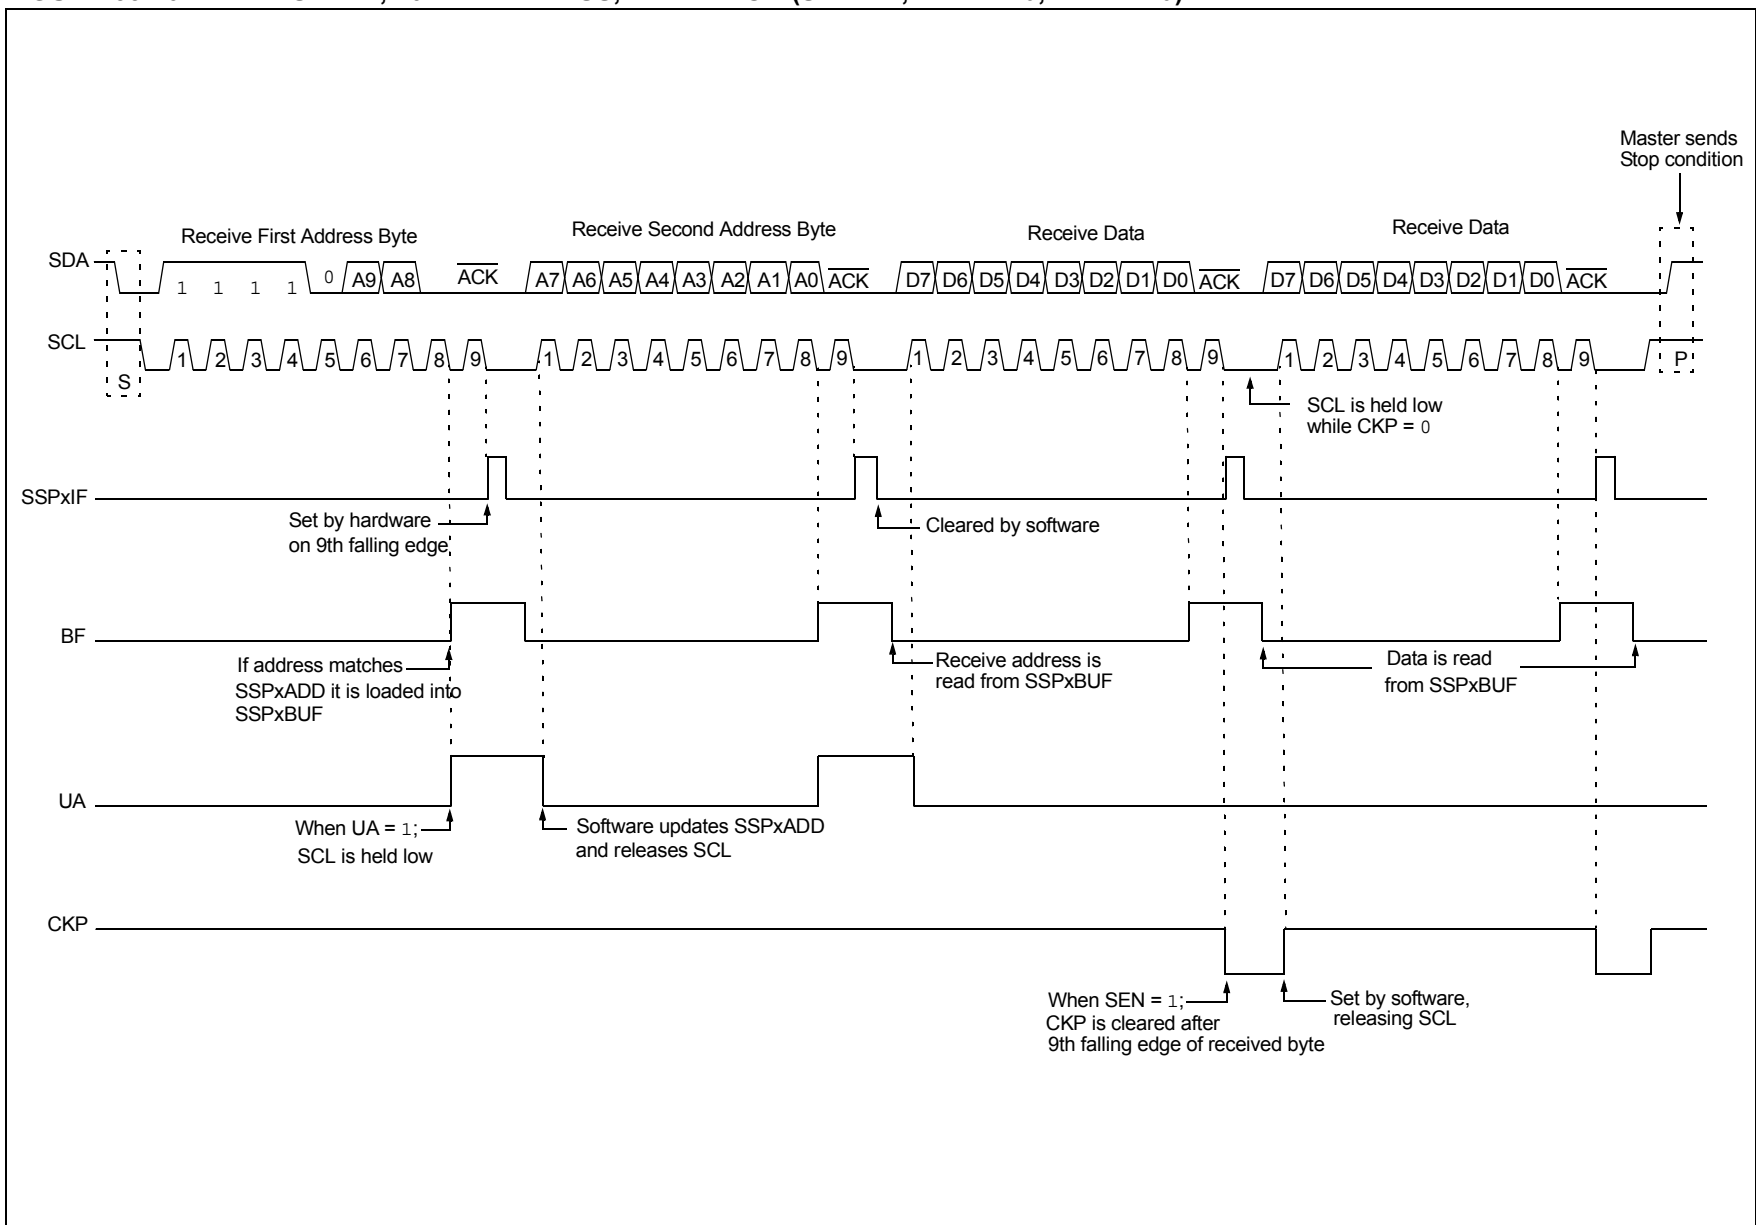 Master sends
Stop condition
Receive First Address Byte
Receive Second Address Byte
Receive Data
Receive Data
SDA
1 1 1 1 0 A9 A8 ACK A7 A6 A5 A4 A3 A2 A1 A0 ACK D7 D6 D5 D4 D3 D2 D1 D0 ACK D7 D6 D5 D4 D3 D2 D1 D0 ACK
SCL
S 1 2 3 4 5 6 7 8 9 1 2 3 4 5 6 7 8 9 1 2 3 4 5 6 7 8 9 1 2 3 4 5 6 7 8 9 P
SCL is held low
while CKP = 0
SSPxIF
Set by hardware
on 9th falling edge
Cleared by software
BF
If address matches
SSPxADD it is loaded into
SSPxBUF
Receive address is
read from SSPxBUF
Data is read
from SSPxBUF
UA
When UA = 1;
SCL is held low
Software updates SSPxADD
and releases SCL
CKP
When SEN = 1;
CKP is cleared after
9th falling edge of received byte
Set by software,
releasing SCL